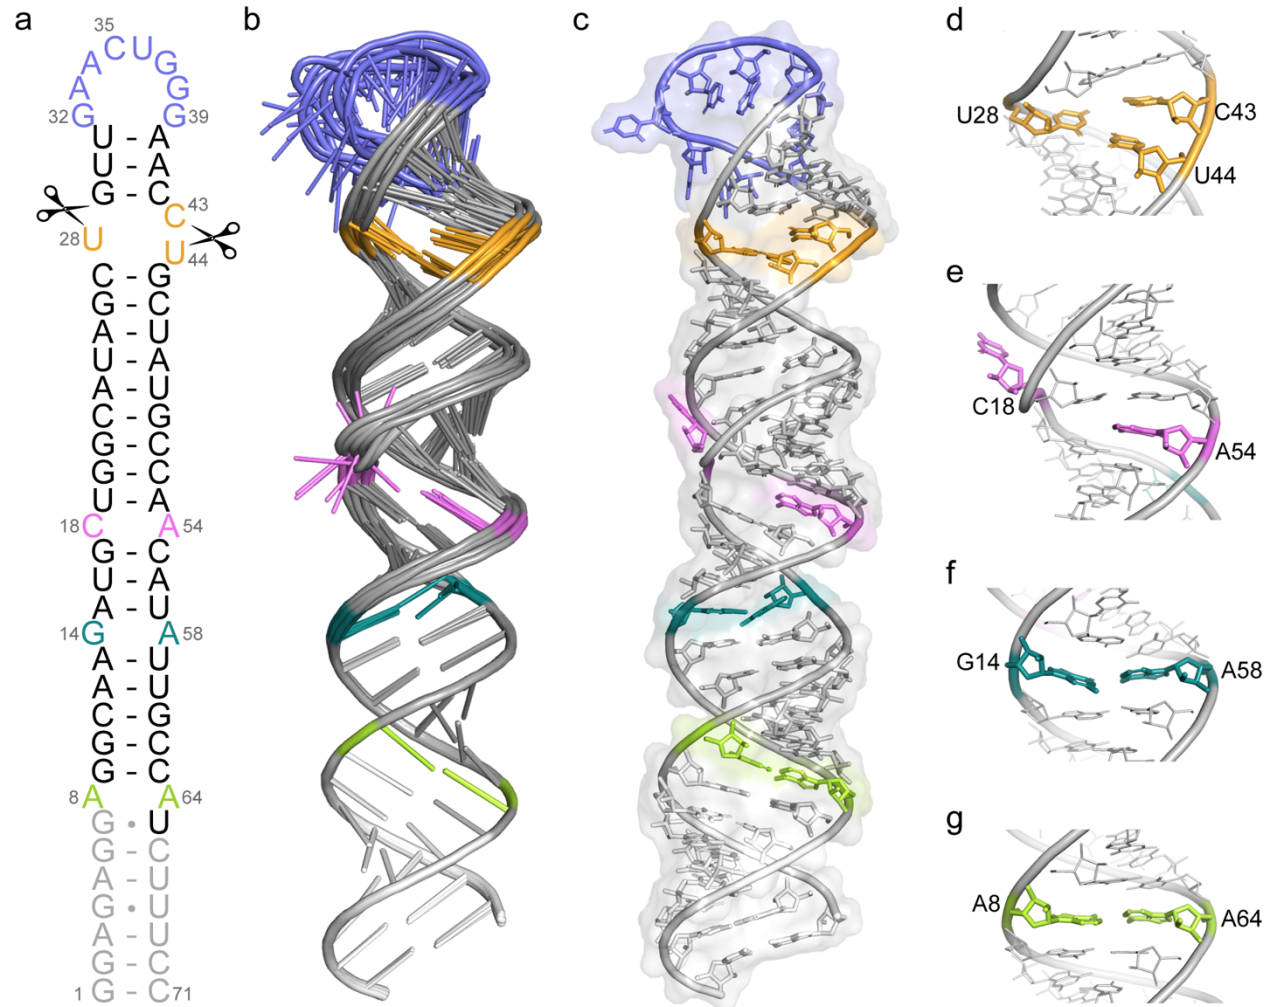 a b c d
35
C U
A G
A G
32 G G 39
U - A
U - A
G - C
C 43
28 U U 44
C - G
G - C
A - U
U - A
A - U
C - G
G - C
G - C
U - A
18 C A 54
G - C
U - A
A - U
14 G A 58
A - U
A - U
C - G
G - C
G - C
8 A A 64
G • U
G - C
A - U
G • U
A - U
G - C
1 G - C 71
U28
C43
U44
e
C18
A54
f
G14
A58
g
A8
A64